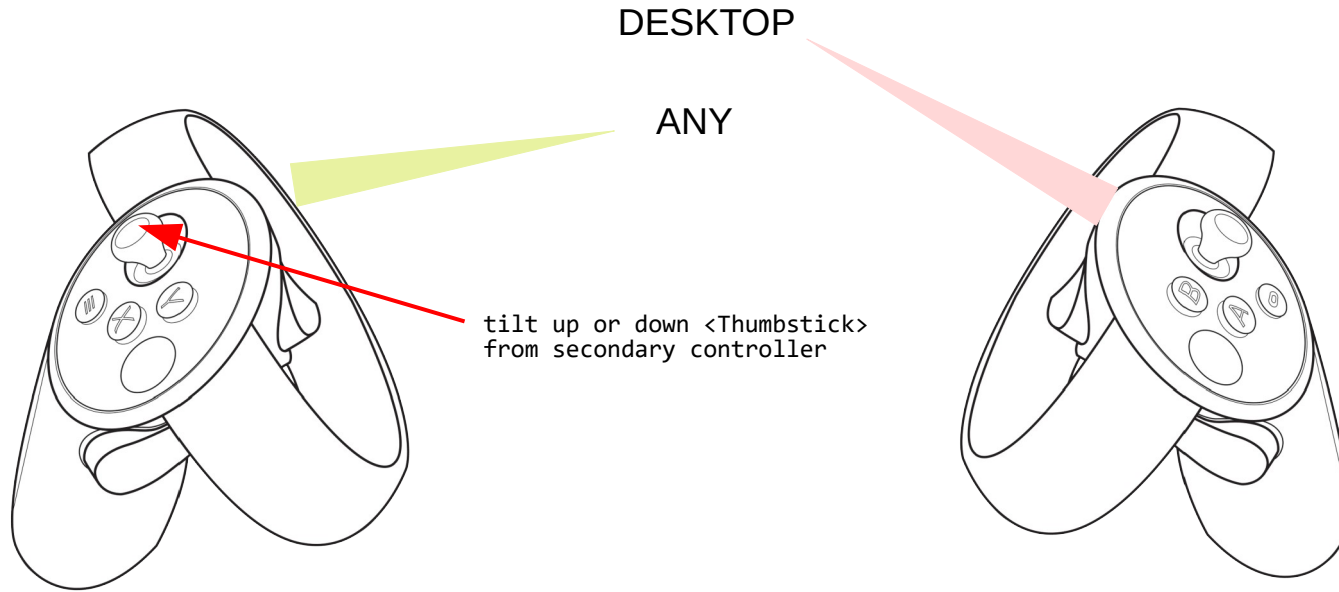 DESKTOP
ANY
tilt up or down <Thumbstick>
from secondary controller
X
Y
B
A